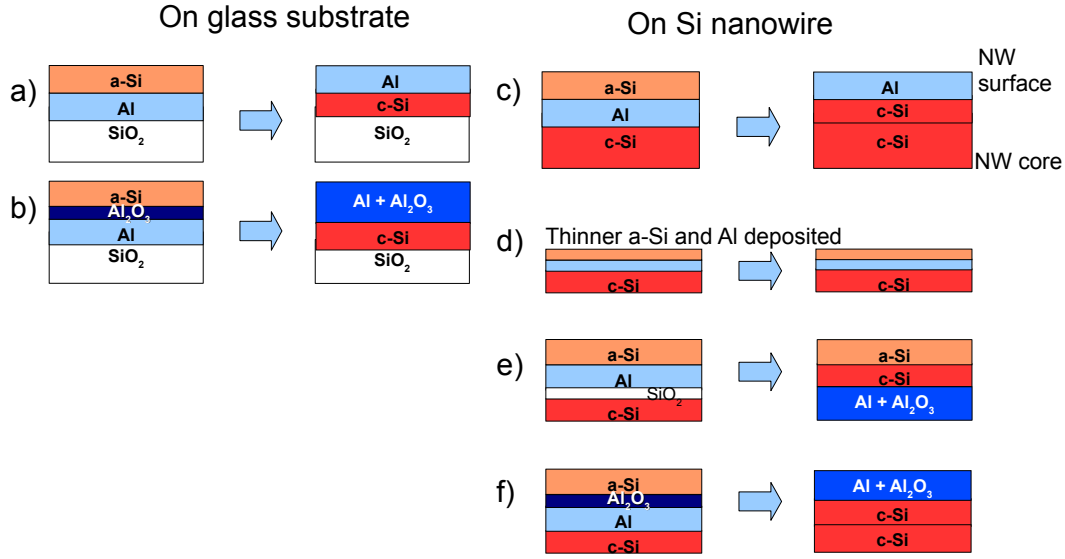 On glass substrate
On Si nanowire
a)
a-Si
Al
SiO₂
Al
c-Si
SiO₂
b)
a-Si
Al₂O₃
Al
SiO₂
Al + Al₂O₃
c-Si
SiO₂
c)
a-Si
Al
c-Si
Al
c-Si
c-Si
NW
surface
NW core
d)
Thinner a-Si and Al deposited
c-Si
c-Si
e)
a-Si
Al
SiO₂
c-Si
a-Si
c-Si
Al + Al₂O₃
f)
a-Si
Al₂O₃
Al
c-Si
Al + Al₂O₃
c-Si
c-Si